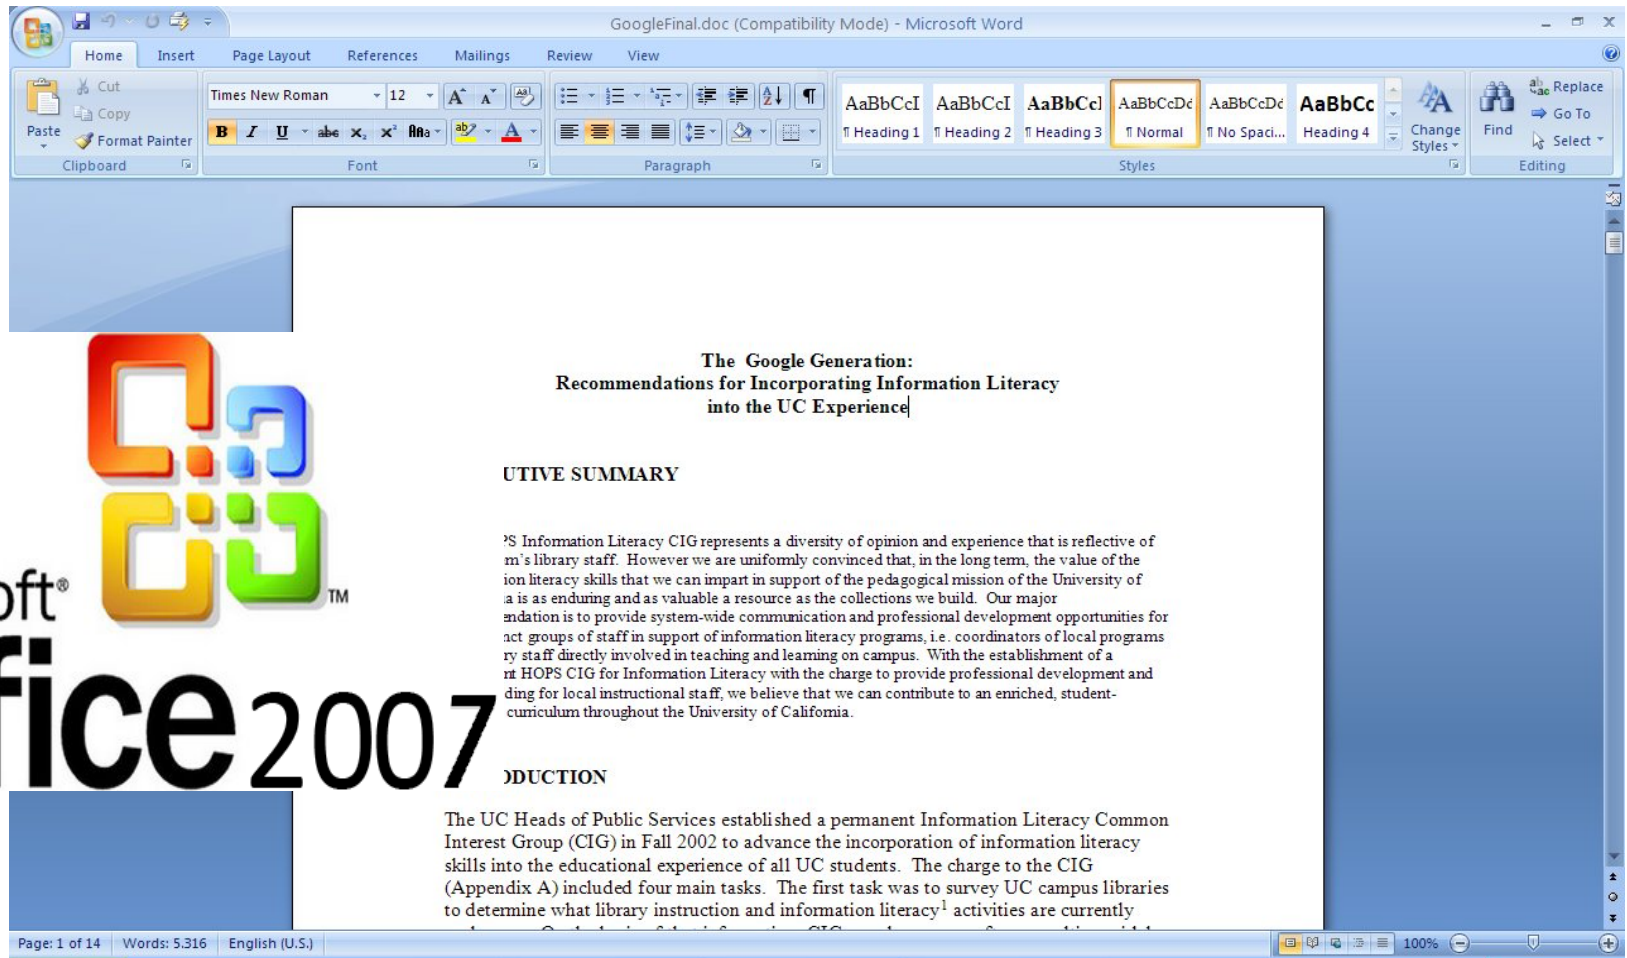 GoogleFinal.doc (Compatibility Mode) - Microsoft Word
Home Insert Page Layout References Mailings Review View
Paste
Cut
Copy
Format Painter
Clipboard
Times New Roman 12
B I U abc
Font
Paragraph
AaBbCcI AaBbCcI AaBbCcI AaBbCcDd AaBbCcDd AaBbCc
¶ Heading 1 ¶ Heading 2 ¶ Heading 3 ¶ Normal ¶ No Spaci... Heading 4
Change
Styles
Styles
Find
Replace
Go To
Select
Editing
The Google Generation:
Recommendations for Incorporating Information Literacy
into the UC Experience
UTIVE SUMMARY
PS Information Literacy CIG represents a diversity of opinion and experience that is reflective of
m's library staff. However we are uniformly convinced that, in the long term, the value of the
ion literacy skills that we can impart in support of the pedagogical mission of the University of
a is as enduring and as valuable a resource as the collections we build. Our major
endation is to provide system-wide communication and professional development opportunities for
nct groups of staff in support of information literacy programs, i.e. coordinators of local programs
ry staff directly involved in teaching and learning on campus. With the establishment of a
nt HOPS CIG for Information Literacy with the charge to provide professional development and
ding for local instructional staff, we believe that we can contribute to an enriched, student-
curriculum throughout the University of California.
oft® TM
fice 2007
ODUCTION
The UC Heads of Public Services established a permanent Information Literacy Common
Interest Group (CIG) in Fall 2002 to advance the incorporation of information literacy
skills into the educational experience of all UC students. The charge to the CIG
(Appendix A) included four main tasks. The first task was to survey UC campus libraries
to determine what library instruction and information literacy1 activities are currently
Page: 1 of 14 Words: 5.316 English (U.S.) 100%